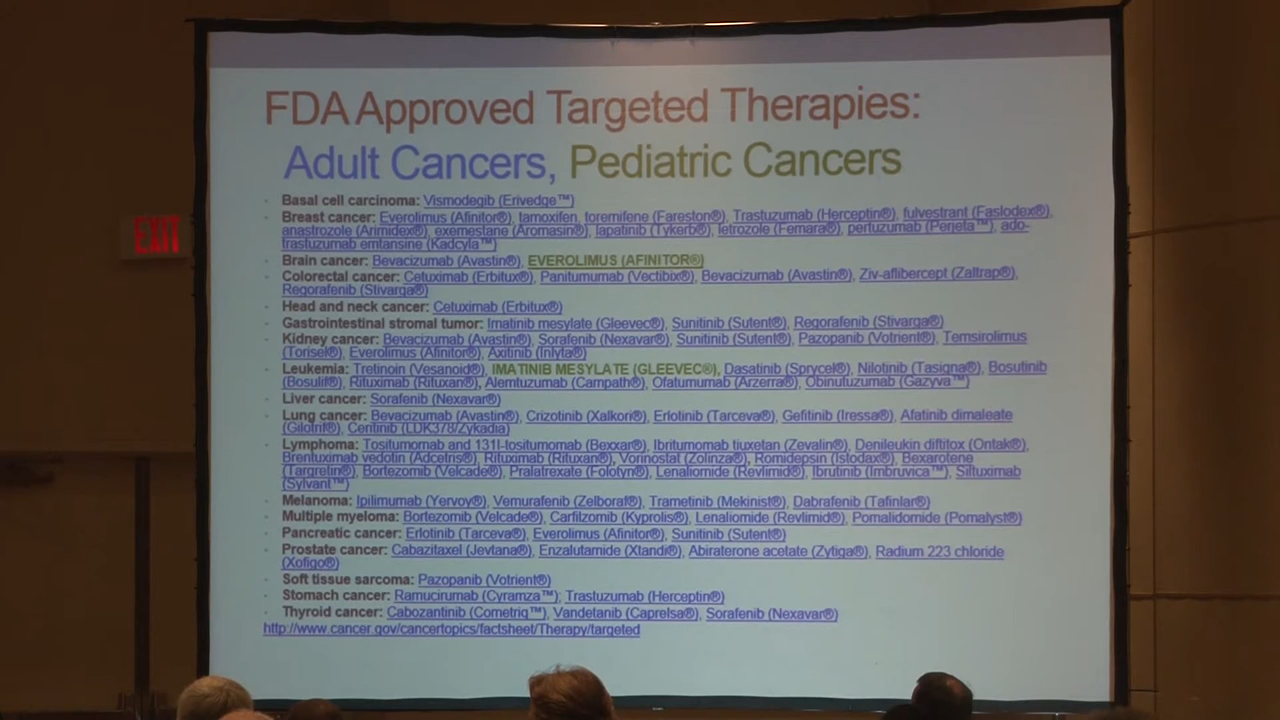 FDA Approved Targeted Therapies:
Adult Cancers, Pediatric Cancers
EXIT
Basal cell carcinoma: Vismodegib (Erivedge™)
Breast cancer: Everolimus (Afinitor®), tamoxifen, toremifene (Fareston®), Trastuzumab (Herceptin®), fulvestrant (Faslodex®),
anastrozole (Arimidex®), exemestane (Aromasin®), lapatinib (Tykerb®), letrozole (Femara®), pertuzumab (Perjeta™), ado-
trastuzumab emtansine (Kadcyla™)
Brain cancer: Bevacizumab (Avastin®), EVEROLIMUS (AFINITOR®)
Colorectal cancer: Cetuximab (Erbitux®), Panitumumab (Vectibix®), Bevacizumab (Avastin®), Ziv-aflibercept (Zaltrap®),
Regorafenib (Stivarga®)
Head and neck cancer: Cetuximab (Erbitux®)
Gastrointestinal stromal tumor: Imatinib mesylate (Gleevec®), Sunitinib (Sutent®), Regorafenib (Stivarga®)
Kidney cancer: Bevacizumab (Avastin®), Sorafenib (Nexavar®), Sunitinib (Sutent®), Pazopanib (Votrient®), Temsirolimus
(Torisel®), Everolimus (Afinitor®), Axitinib (Inlyta®)
Leukemia: Tretinoin (Vesanoid®), IMATINIB MESYLATE (GLEEVEC®), Dasatinib (Sprycel®), Nilotinib (Tasigna®), Bosutinib
(Bosulif®), Rituximab (Rituxan®), Alemtuzumab (Campath®), Ofatumumab (Arzerra®), Obinutuzumab (Gazyva™)
Liver cancer: Sorafenib (Nexavar®)
Lung cancer: Bevacizumab (Avastin®), Crizotinib (Xalkori®), Erlotinib (Tarceva®), Gefitinib (Iressa®), Afatinib dimaleate
(Gilotrif®), Ceritinib (LDK378/Zykadia)
Lymphoma: Tositumomab and 131I-tositumomab (Bexxar®), Ibritumomab tiuxetan (Zevalin®), Denileukin diftitox (Ontak®),
Brentuximab vedotin (Adcetris®), Rituximab (Rituxan®), Vorinostat (Zolinza®), Romidepsin (Istodax®), Bexarotene
(Targretin®), Bortezomib (Velcade®), Pralatrexate (Folotyn®), Lenaliomide (Revlimid®), Ibrutinib (Imbruvica™), Siltuximab
(Sylvant™)
Melanoma: Ipilimumab (Yervoy®), Vemurafenib (Zelboraf®), Trametinib (Mekinist®), Dabrafenib (Tafinlar®)
Multiple myeloma: Bortezomib (Velcade®), Carfilzomib (Kyprolis®), Lenaliomide (Revlimid®), Pomalidomide (Pomalyst®)
Pancreatic cancer: Erlotinib (Tarceva®), Everolimus (Afinitor®), Sunitinib (Sutent®)
Prostate cancer: Cabazitaxel (Jevtana®), Enzalutamide (Xtandi®), Abiraterone acetate (Zytiga®), Radium 223 chloride
(Xofigo®)
Soft tissue sarcoma: Pazopanib (Votrient®)
Stomach cancer: Ramucirumab (Cyramza™); Trastuzumab (Herceptin®)
Thyroid cancer: Cabozantinib (Cometriq™), Vandetanib (Caprelsa®), Sorafenib (Nexavar®)
http://www.cancer.gov/cancertopics/factsheet/Therapy/targeted